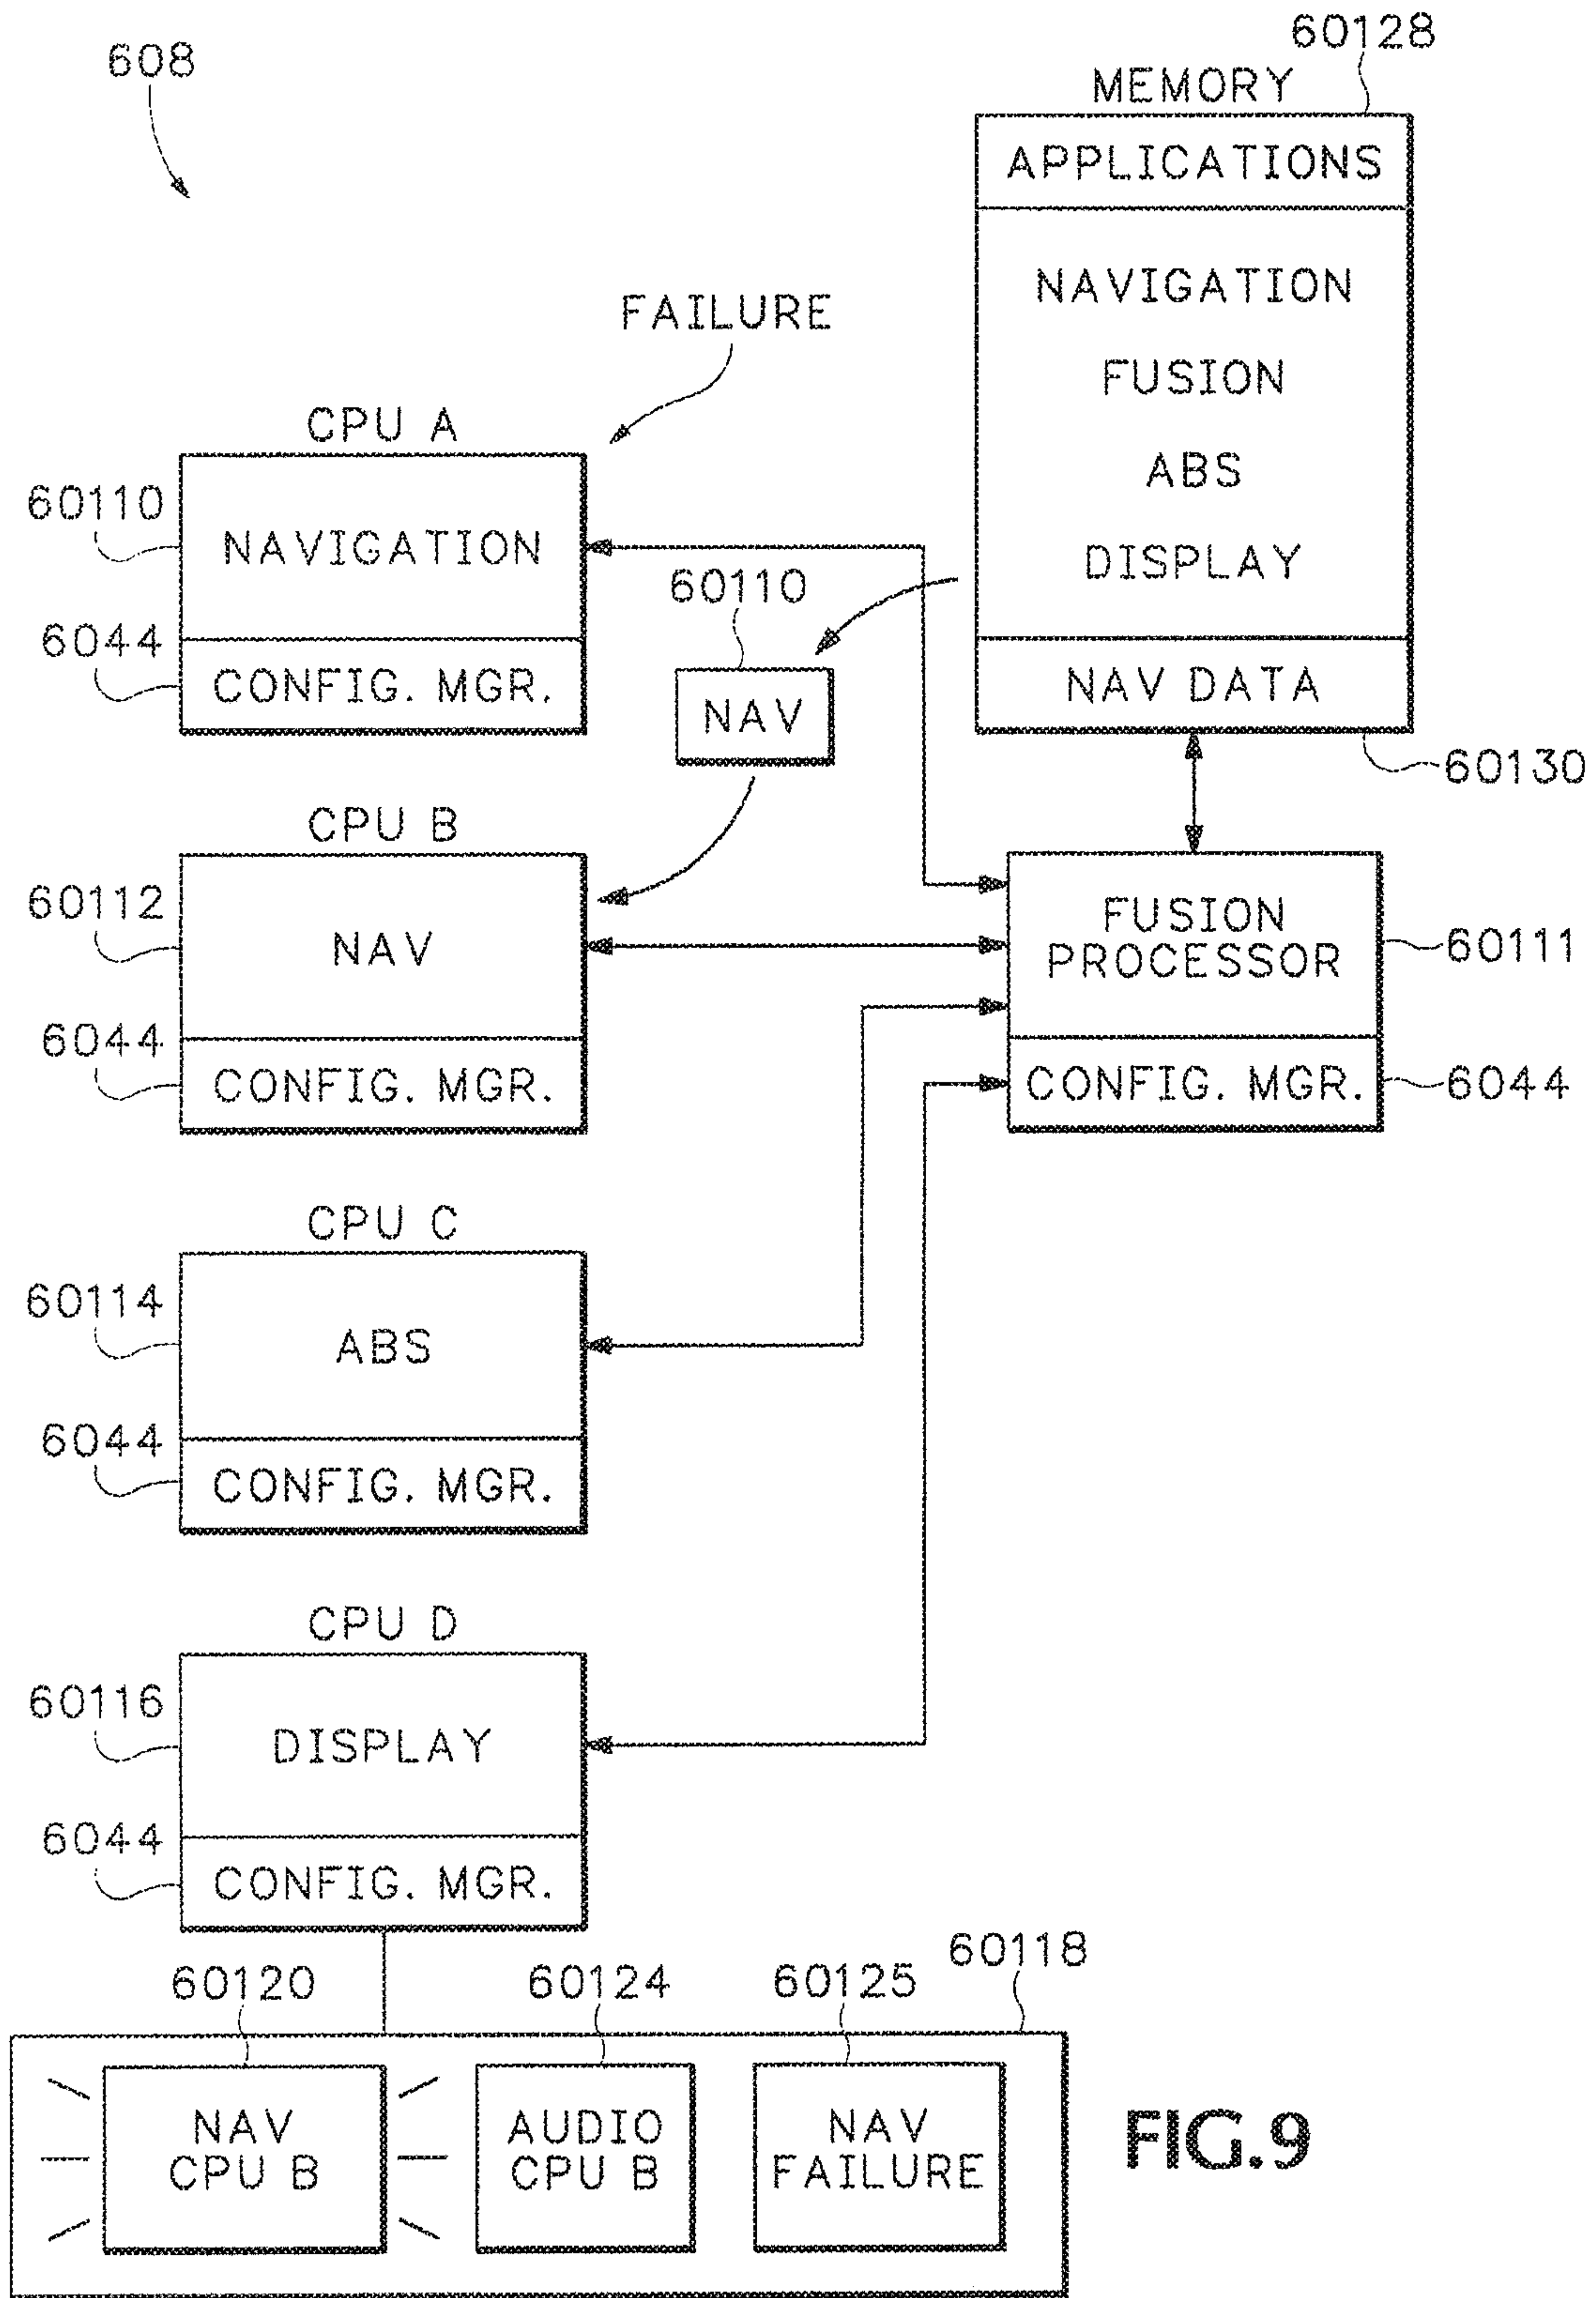 608
60128
MEMORY
APPLICATIONS
NAVIGATION
FUSION
ABS
DISPLAY
NAV DATA
60130
FAILURE
CPU A
60110
NAVIGATION
6044
CONFIG. MGR.
60110
NAV
CPU B
60112
NAV
6044
CONFIG. MGR.
FUSION
PROCESSOR
60111
CONFIG. MGR.
6044
CPU C
60114
ABS
6044
CONFIG. MGR.
CPU D
60116
DISPLAY
6044
CONFIG. MGR.
60118
60120
60124
60125
NAV
CPU B
AUDIO
CPU B
NAV
FAILURE
FIG.9